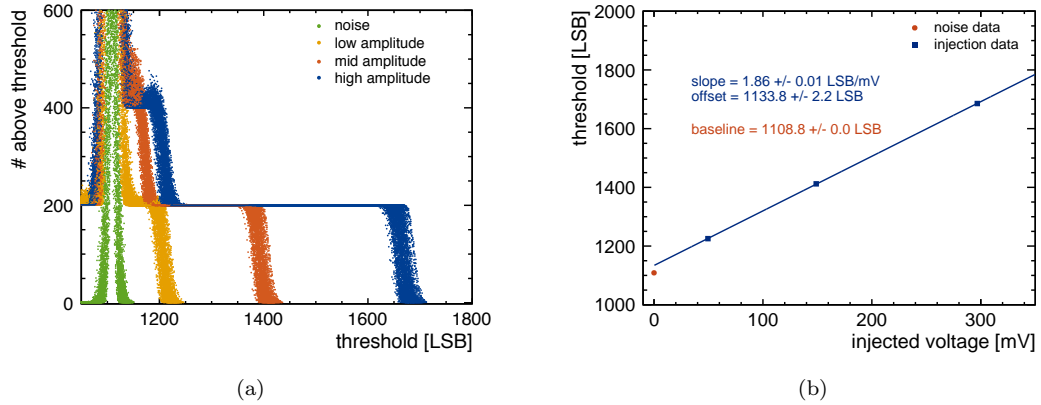 # above threshold
600
400
200
0
noise
low amplitude
mid amplitude
high amplitude
1200
1400
1600
1800
threshold [LSB]
(a)
threshold [LSB]
2000
1800
1600
1400
1200
1000
noise data
injection data
slope = 1.86 +/- 0.01 LSB/mV
offset = 1133.8 +/- 2.2 LSB
baseline = 1108.8 +/- 0.0 LSB
0
100
200
300
injected voltage [mV]
(b)